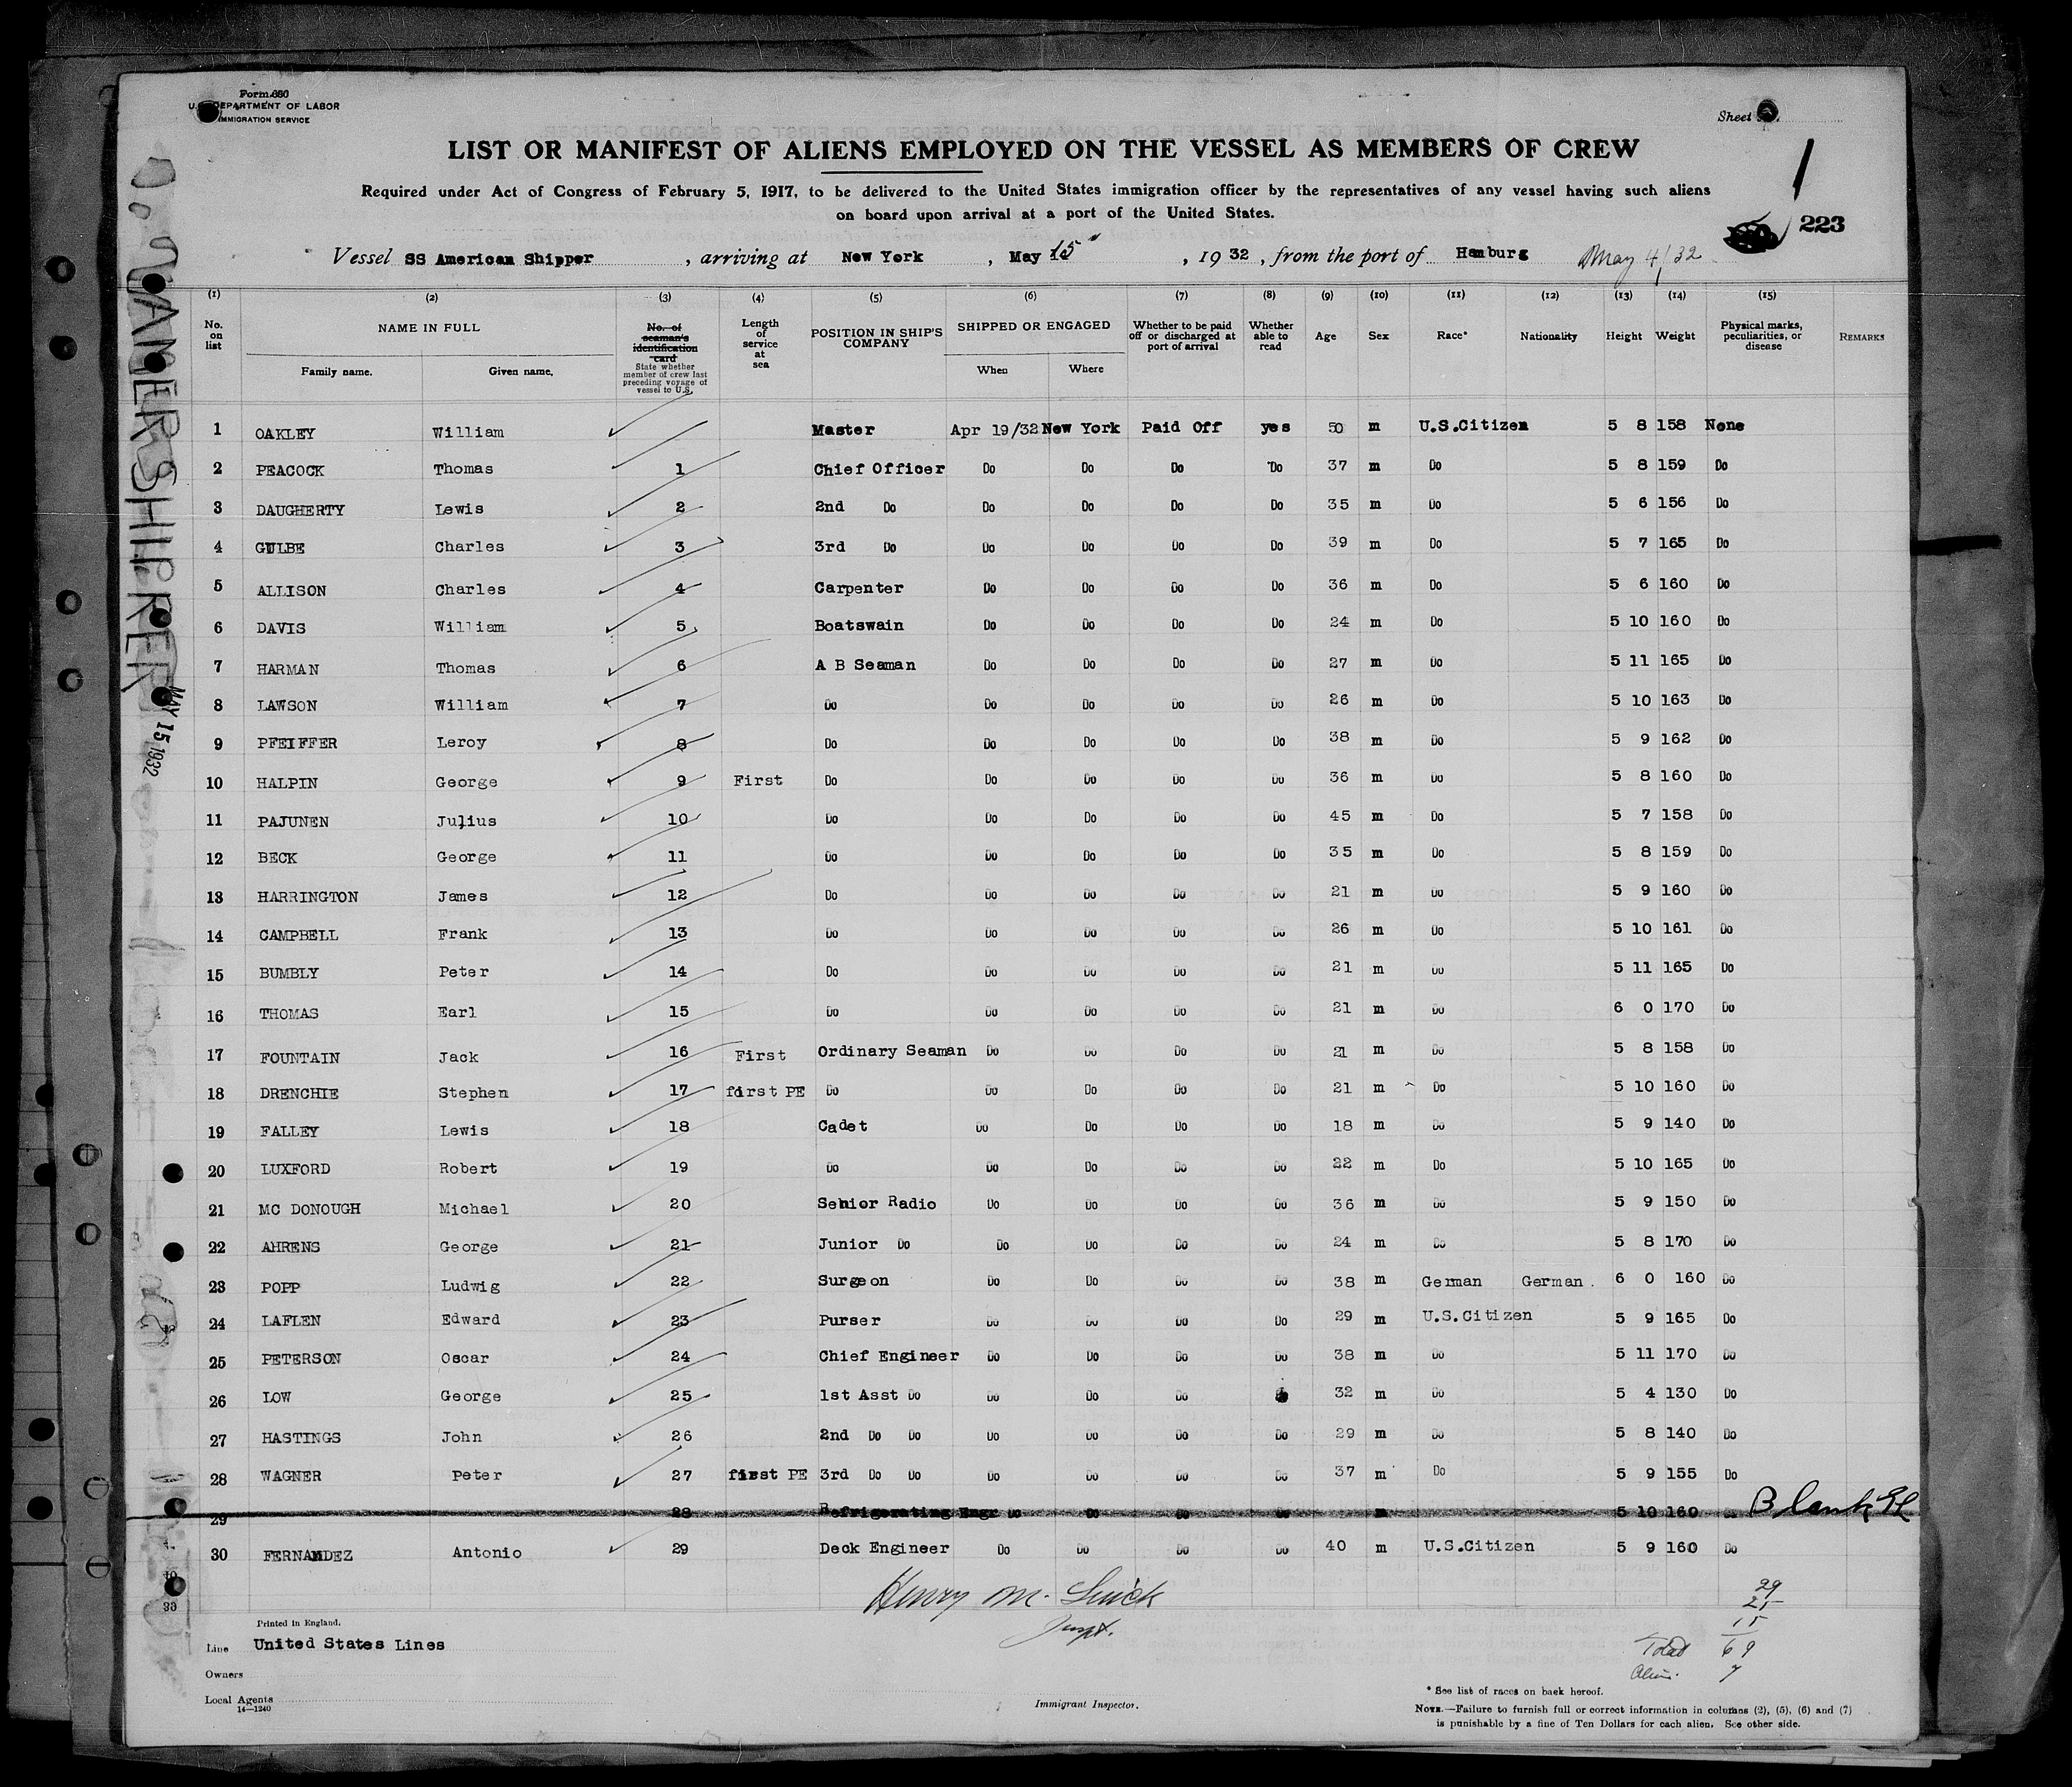 Form 680
U.S. DEPARTMENT OF LABOR
IMMIGRATION SERVICE
Sheet
LIST OR MANIFEST OF ALIENS EMPLOYED ON THE VESSEL AS MEMBERS OF CREW
1
Required under Act of Congress of February 5, 1917, to be delivered to the United States immigration officer by the representatives of any vessel having such aliens
on board upon arrival at a port of the United States.
223
Vessel SS American Shipper, arriving at New York, May 15, 1932, from the port of Hamburg May 4/32
(1) (2) (3) (4) (5) (6) (7) (8) (9) (10) (11) (12) (13) (14) (15)
No. on list NAME IN FULL Family name. Given name. No. of seaman's identification card State whether member of crew last preceding voyage of vessel to U.S. Length of service at sea POSITION IN SHIP'S COMPANY SHIPPED OR ENGAGED When Where Whether to be paid off or discharged at port of arrival Whether able to read Age Sex Race* Nationality Height Weight Physical marks, peculiarities, or disease REMARKS
1 OAKLEY William Master Apr 19/32 New York Paid Off yes 50 m U.S.Citizen 5 8 158 None
2 PEACOCK Thomas 1 Chief Officer Do Do Do Do 37 m Do 5 8 159 Do
3 DAUGHERTY Lewis 2 2nd Do Do Do Do Do 35 m Do 5 6 156 Do
4 GULBE Charles 3 3rd Do Do Do Do Do 39 m Do 5 7 165 Do
5 ALLISON Charles 4 Carpenter Do Do Do Do 36 m Do 5 6 160 Do
6 DAVIS William 5 Boatswain Do Do Do Do 24 m Do 5 10 160 Do
7 HARMAN Thomas 6 A B Seaman Do Do Do Do 27 m Do 5 11 165 Do
8 LAWSON William 7 Do Do Do Do Do 26 m Do 5 10 163 Do
9 PFEIFFER Leroy 8 Do Do Do Do Do 38 m Do 5 9 162 Do
10 HALPIN George 9 First Do Do Do Do Do 36 m Do 5 8 160 Do
11 PAJUNEN Julius 10 Do Do Do Do Do 45 m Do 5 7 158 Do
12 BECK George 11 Do Do Do Do Do 35 m Do 5 8 159 Do
13 HARRINGTON James 12 Do Do Do Do Do 21 m Do 5 9 160 Do
14 CAMPBELL Frank 13 Do Do Do Do Do 26 m Do 5 10 161 Do
15 BUMBLY Peter 14 Do Do Do Do Do 21 m Do 5 11 165 Do
16 THOMAS Earl 15 Do Do Do Do Do 21 m Do 6 0 170 Do
17 FOUNTAIN Jack 16 First Ordinary Seaman Do Do Do Do 21 m Do 5 8 158 Do
18 DRENCHIE Stephen 17 first PE Do Do Do Do Do 21 m Do 5 10 160 Do
19 FALLEY Lewis 18 Cadet Do Do Do Do 18 m Do 5 9 140 Do
20 LUXFORD Robert 19 Do Do Do Do Do 22 m Do 5 10 165 Do
21 MC DONOUGH Michael 20 Senior Radio Do Do Do Do 36 m Do 5 9 150 Do
22 AHRENS George 21 Junior Do Do Do Do Do 24 m Do 5 8 170 Do
23 POPP Ludwig 22 Surgeon Do Do Do Do 38 m German German. 6 0 160 Do
24 LAFLEN Edward 23 Purser Do Do Do Do 29 m U.S.Citizen 5 9 165 Do
25 PETERSON Oscar 24 Chief Engineer Do Do Do Do 38 m Do 5 11 170 Do
26 LOW George 25 1st Asst Do Do Do Do 32 m Do 5 4 130 Do
27 HASTINGS John 26 2nd Do Do Do Do Do Do 29 m Do 5 8 140 Do
28 WAGNER Peter 27 first PE 3rd Do Do Do Do Do Do 37 m Do 5 9 155 Do
29 28 Refrigerating Engr Do Do Do Do m 5 10 160 Blank
30 FERNANDEZ Antonio 29 Deck Engineer Do Do Do Do 40 m U.S.Citizen 5 9 160 Do
Henry M.
Inspt.
29
25
15
Total 69
Alien. 7
Printed in England.
Line United States Lines
Owners
Local Agents
14—1240
Immigrant Inspector.
* See list of races on back hereof.
NOTE.—Failure to furnish full or correct information in columns (2), (5), (6) and (7)
is punishable by a fine of Ten Dollars for each alien. See other side.
AMER SHIPPER
MAY 15 1932